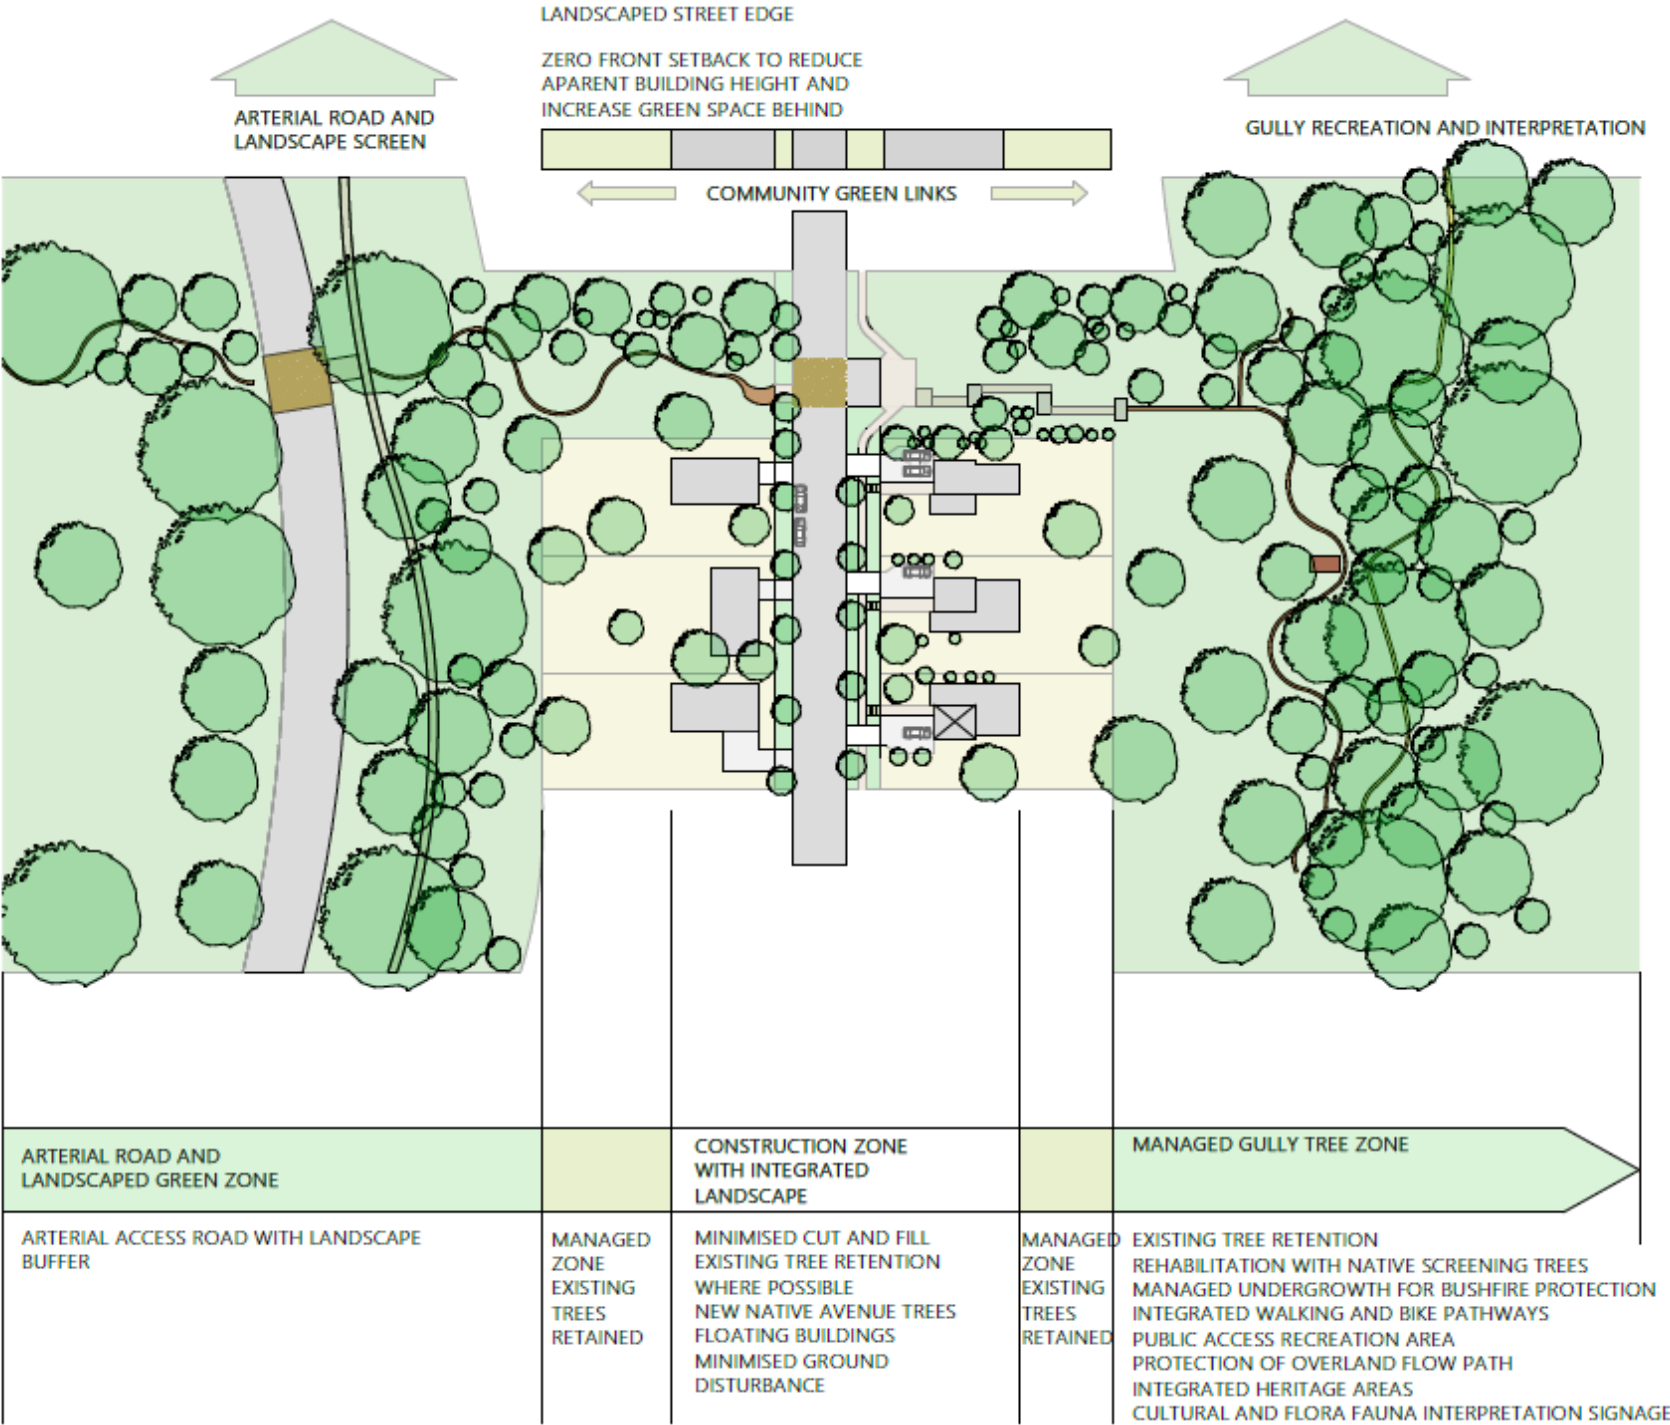 LANDSCAPED STREET EDGE
ZERO FRONT SETBACK TO REDUCE
APARENT BUILDING HEIGHT AND
INCREASE GREEN SPACE BEHIND
ARTERIAL ROAD AND
LANDSCAPE SCREEN
GULLY RECREATION AND INTERPRETATION
COMMUNITY GREEN LINKS
ARTERIAL ROAD AND
LANDSCAPED GREEN ZONE
CONSTRUCTION ZONE
WITH INTEGRATED
LANDSCAPE
MANAGED GULLY TREE ZONE
ARTERIAL ACCESS ROAD WITH LANDSCAPE
BUFFER
MANAGED
ZONE
EXISTING
TREES
RETAINED
MINIMISED CUT AND FILL
EXISTING TREE RETENTION
WHERE POSSIBLE
NEW NATIVE AVENUE TREES
FLOATING BUILDINGS
MINIMISED GROUND
DISTURBANCE
MANAGED
ZONE
EXISTING
TREES
RETAINED
EXISTING TREE RETENTION
REHABILITATION WITH NATIVE SCREENING TREES
MANAGED UNDERGROWTH FOR BUSHFIRE PROTECTION
INTEGRATED WALKING AND BIKE PATHWAYS
PUBLIC ACCESS RECREATION AREA
PROTECTION OF OVERLAND FLOW PATH
INTEGRATED HERITAGE AREAS
CULTURAL AND FLORA FAUNA INTERPRETATION SIGNAGE